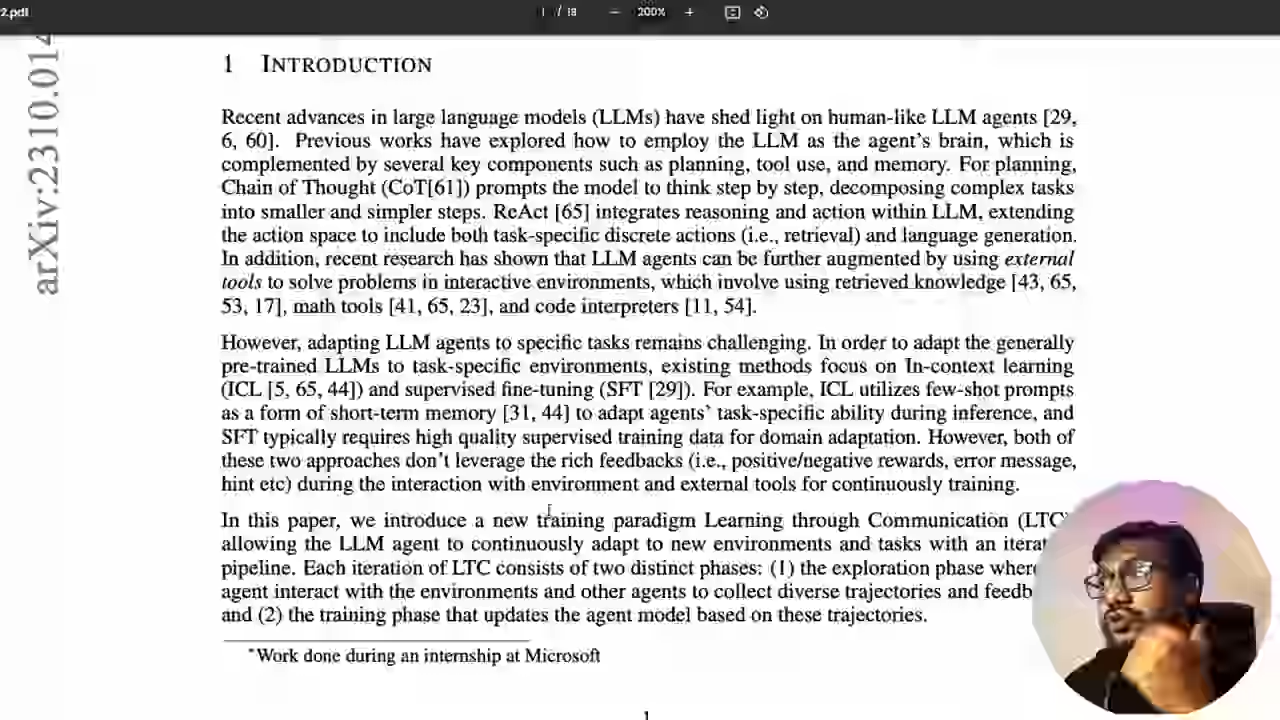 2.pdf
1 / 18
200%
arXiv:2310.014
1 INTRODUCTION
Recent advances in large language models (LLMs) have shed light on human-like LLM agents [29,
6, 60]. Previous works have explored how to employ the LLM as the agent's brain, which is
complemented by several key components such as planning, tool use, and memory. For planning,
Chain of Thought (CoT[61]) prompts the model to think step by step, decomposing complex tasks
into smaller and simpler steps. ReAct [65] integrates reasoning and action within LLM, extending
the action space to include both task-specific discrete actions (i.e., retrieval) and language generation.
In addition, recent research has shown that LLM agents can be further augmented by using external
tools to solve problems in interactive environments, which involve using retrieved knowledge [43, 65,
53, 17], math tools [41, 65, 23], and code interpreters [11, 54].
However, adapting LLM agents to specific tasks remains challenging. In order to adapt the generally
pre-trained LLMs to task-specific environments, existing methods focus on In-context learning
(ICL [5, 65, 44]) and supervised fine-tuning (SFT [29]). For example, ICL utilizes few-shot prompts
as a form of short-term memory [31, 44] to adapt agents' task-specific ability during inference, and
SFT typically requires high quality supervised training data for domain adaptation. However, both of
these two approaches don't leverage the rich feedbacks (i.e., positive/negative rewards, error message,
hint etc) during the interaction with environment and external tools for continuously training.
In this paper, we introduce a new training paradigm Learning through Communication (LTC)
allowing the LLM agent to continuously adapt to new environments and tasks with an
pipeline. Each iteration of LTC consists of two distinct phases: (1) the exploration phase
agent interact with the environments and other agents to collect diverse trajectories and
and (2) the training phase that updates the agent model based on these trajectories.
*Work done during an internship at Microsoft
1